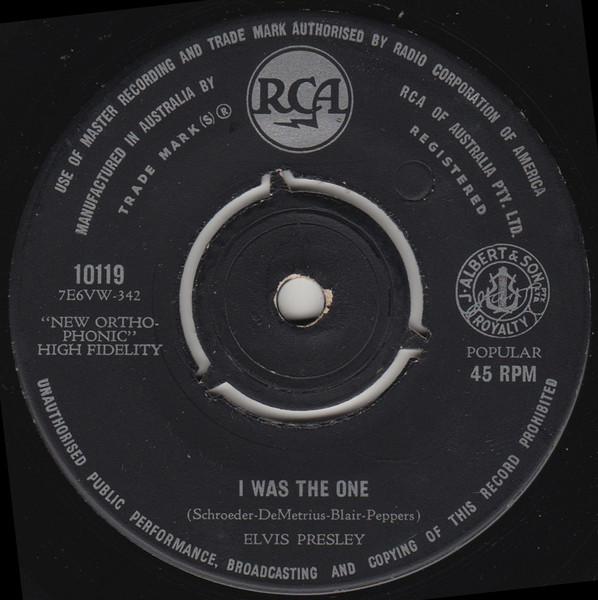 USE OF MASTER RECORDING AND TRADE MARK AUTHORISED BY RADIO CORPORATION OF AMERICA
MANUFACTURED IN AUSTRALIA BY RCA OF AUSTRALIA PTY. LTD.
TRADE MARK(S)® REGISTERED
RCA
10119
7E6VW-342
"NEW ORTHO-
PHONIC"
HIGH FIDELITY
J. ALBERT & SON
PTY. LTD.
ROYALTY
POPULAR
45 RPM
I WAS THE ONE
(Schroeder-DeMetrius-Blair-Peppers)
ELVIS PRESLEY
UNAUTHORISED PUBLIC PERFORMANCE, BROADCASTING AND COPYING OF THIS RECORD PROHIBITED